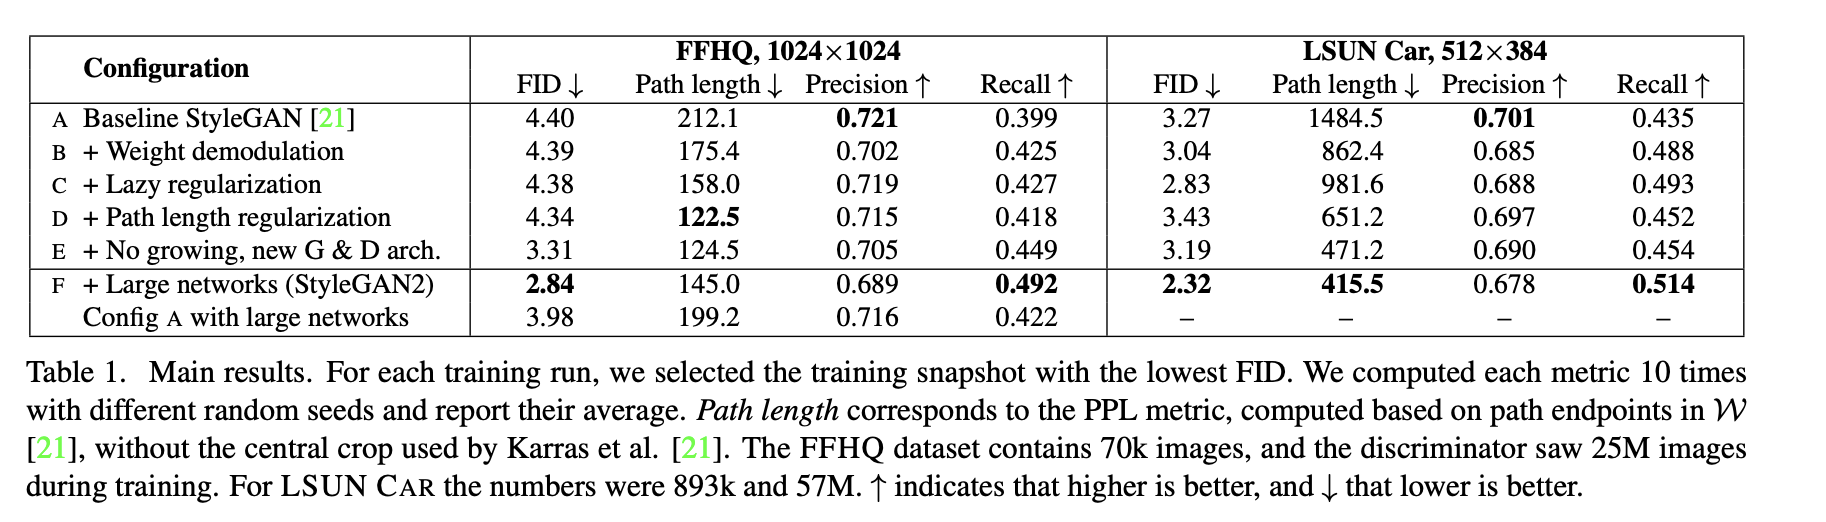 Configuration FFHQ, 1024×1024 LSUN Car, 512×384
FID ↓ Path length ↓ Precision ↑ Recall ↑ FID ↓ Path length ↓ Precision ↑ Recall ↑
A Baseline StyleGAN [21] 4.40 212.1 0.721 0.399 3.27 1484.5 0.701 0.435
B + Weight demodulation 4.39 175.4 0.702 0.425 3.04 862.4 0.685 0.488
C + Lazy regularization 4.38 158.0 0.719 0.427 2.83 981.6 0.688 0.493
D + Path length regularization 4.34 122.5 0.715 0.418 3.43 651.2 0.697 0.452
E + No growing, new G & D arch. 3.31 124.5 0.705 0.449 3.19 471.2 0.690 0.454
F + Large networks (StyleGAN2) 2.84 145.0 0.689 0.492 2.32 415.5 0.678 0.514
Config A with large networks 3.98 199.2 0.716 0.422 – – – –
Table 1. Main results. For each training run, we selected the training snapshot with the lowest FID. We computed each metric 10 times
with different random seeds and report their average. Path length corresponds to the PPL metric, computed based on path endpoints in 𝒲
[21], without the central crop used by Karras et al. [21]. The FFHQ dataset contains 70k images, and the discriminator saw 25M images
during training. For LSUN CAR the numbers were 893k and 57M. ↑ indicates that higher is better, and ↓ that lower is better.